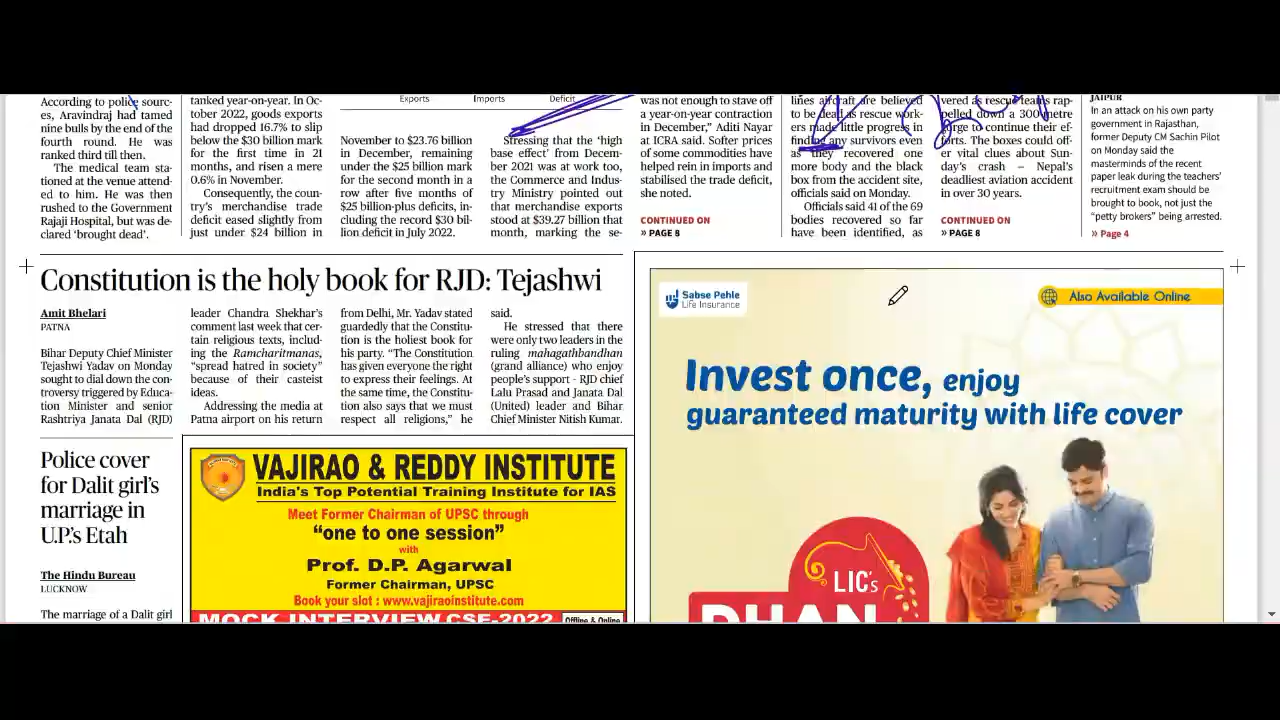 According to police sourc-
es, Aravindraj had tamed
nine bulls by the end of the
fourth round. He was
ranked third till then.
The medical team sta-
tioned at the venue attend-
ed to him. He was then
rushed to the Government
Rajaji Hospital, but was de-
clared ‘brought dead’.
tanked year-on-year. In Oc-
tober 2022, goods exports
had dropped 16.7% to slip
below the $30 billion mark
for the first time in 21
months, and risen a mere
0.6% in November.
Consequently, the coun-
try’s merchandise trade
deficit eased slightly from
just under $24 billion in
Exports Imports Deficit
November to $23.76 billion
in December, remaining
under the $25 billion mark
for the second month in a
row after five months of
$25 billion-plus deficits, in-
cluding the record $30 bil-
lion deficit in July 2022.
Stressing that the ‘high
base effect’ from Decem-
ber 2021 was at work too,
the Commerce and Indus-
try Ministry pointed out
that merchandise exports
stood at $39.27 billion that
month, marking the se-
was not enough to stave off
a year-on-year contraction
in December,” Aditi Nayar
at ICRA said. Softer prices
of some commodities have
helped rein in imports and
stabilised the trade deficit,
she noted.
CONTINUED ON
» PAGE 8
lines aircraft are believed
to be dead as rescue work-
ers made little progress in
finding any survivors even
as they recovered one
more body and the black
box from the accident site,
officials said on Monday.
Officials said 41 of the 69
bodies recovered so far
have been identified, as
vered as rescue teams rap-
pelled down a 300-metre
gorge to continue their ef-
forts. The boxes could off-
er vital clues about Sun-
day’s crash – Nepal’s
deadliest aviation accident
in over 30 years.
CONTINUED ON
» PAGE 8
JAIPUR
In an attack on his own party
government in Rajasthan,
former Deputy CM Sachin Pilot
on Monday said the
masterminds of the recent
paper leak during the teachers’
recruitment exam should be
brought to book, not just the
“petty brokers” being arrested.
» Page 4
Constitution is the holy book for RJD: Tejashwi
Amit Bhelari
PATNA
Bihar Deputy Chief Minister
Tejashwi Yadav on Monday
sought to dial down the con-
troversy triggered by Educa-
tion Minister and senior
Rashtriya Janata Dal (RJD)
leader Chandra Shekhar’s
comment last week that cer-
tain religious texts, includ-
ing the Ramcharitmanas,
“spread hatred in society”
because of their casteist
ideas.
Addressing the media at
Patna airport on his return
from Delhi, Mr. Yadav stated
guardedly that the Constitu-
tion is the holiest book for
his party. “The Constitution
has given everyone the right
to express their feelings. At
the same time, the Constitu-
tion also says that we must
respect all religions,” he
said.
He stressed that there
were only two leaders in the
ruling mahagathbandhan
(grand alliance) who enjoy
people’s support - RJD chief
Lalu Prasad and Janata Dal
(United) leader and Bihar
Chief Minister Nitish Kumar.
Police cover
for Dalit girl’s
marriage in
U.P.’s Etah
The Hindu Bureau
LUCKNOW
The marriage of a Dalit girl
VAJIRAO & REDDY INSTITUTE
India's Top Potential Training Institute for IAS
Meet Former Chairman of UPSC through
“one to one session”
with
Prof. D.P. Agarwal
Former Chairman, UPSC
Book your slot : www.vajiraoinstitute.com
MOCK INTERVIEW CSE-2022 Offline & Online
Sabse Pehle
Life Insurance
Also Available Online
Invest once, enjoy
guaranteed maturity with life cover
LIC's
DHAN